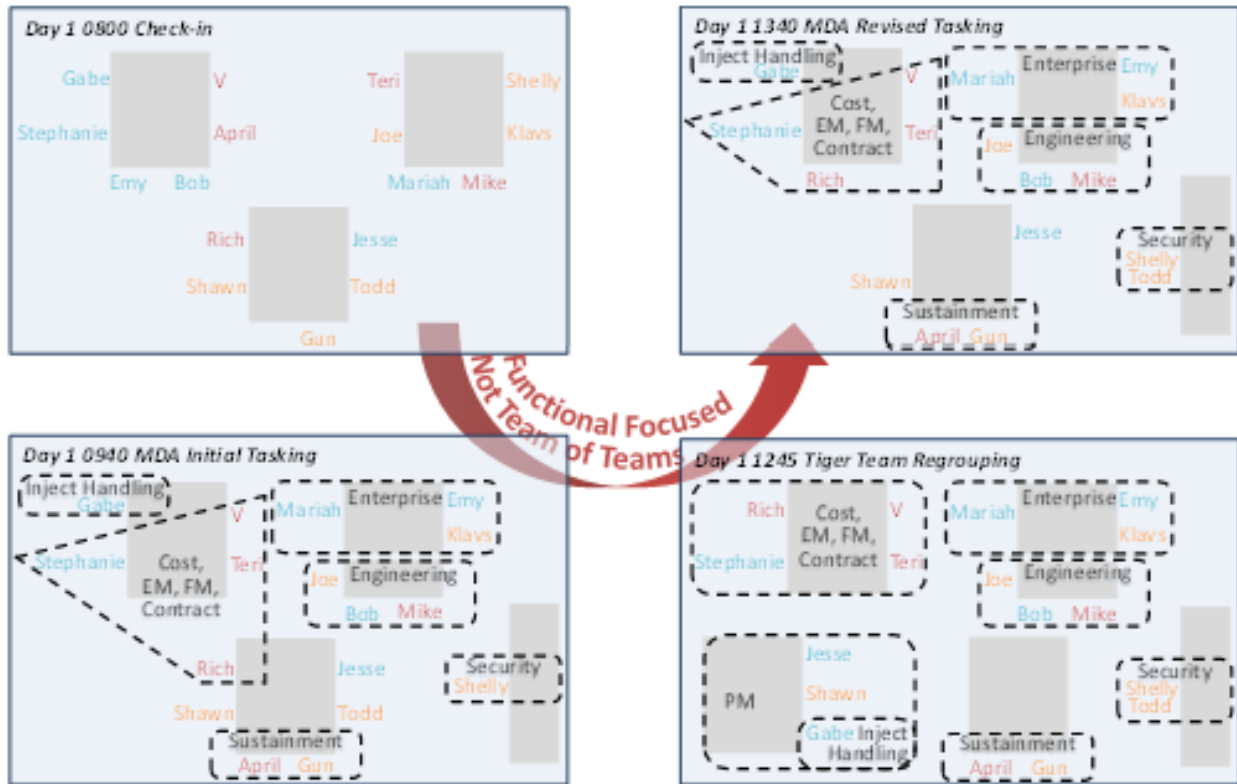 Day 1 0800 Check-in
Gabe
V
Stephanie
April
Emy
Bob
Teri
Shelly
Joe
Klavs
Mariah
Mike
Rich
Jesse
Shawn
Todd
Gun
Day 1 1340 MDA Revised Tasking
Inject Handling
Gabe
V
Cost,
EM, FM,
Contract
Stephanie
Teri
Rich
Mariah
Enterprise
Emy
Klavs
Joe
Engineering
Bob
Mike
Jesse
Shawn
Security
Shelly
Todd
Sustainment
April
Gun
Functional Focused
Not Team of Teams
Day 1 0940 MDA Initial Tasking
Inject Handling
Gabe
V
Stephanie
Cost,
EM, FM,
Contract
Teri
Rich
Mariah
Enterprise
Emy
Klavs
Joe
Engineering
Bob
Mike
Jesse
Shawn
Todd
Security
Shelly
Sustainment
April
Gun
Day 1 1245 Tiger Team Regrouping
Rich
V
Cost,
EM, FM,
Contract
Stephanie
Teri
Mariah
Enterprise
Emy
Klavs
Joe
Engineering
Bob
Mike
PM
Jesse
Shawn
Gabe
Inject
Handling
Security
Shelly
Todd
Sustainment
April
Gun